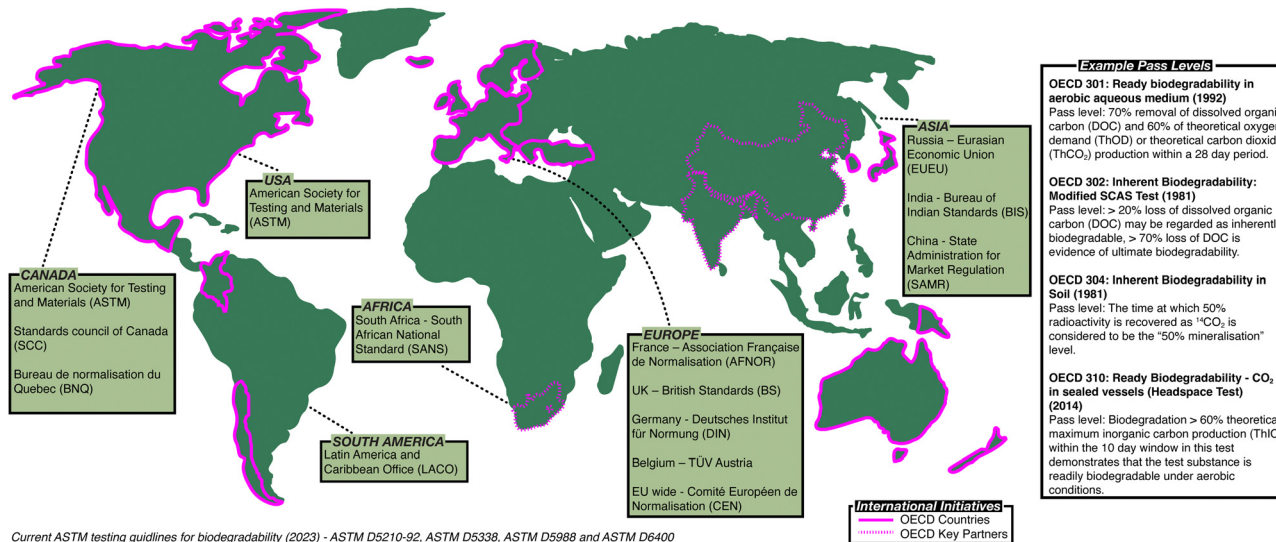 USA
American Society for
Testing and Materials
(ASTM)
CANADA
American Society for Testing
and Materials (ASTM)
Standards council of Canada
(SCC)
Bureau de normalisation du
Quebec (BNQ)
AFRICA
South Africa - South
African National
Standard (SANS)
SOUTH AMERICA
Latin America and
Caribbean Office (LACO)
EUROPE
France – Association Française
de Normalisation (AFNOR)
UK – British Standards (BS)
Germany - Deutsches Institut
für Normung (DIN)
Belgium – TÜV Austria
EU wide - Comité Européen de
Normalisation (CEN)
ASIA
Russia – Eurasian
Economic Union
(EUEU)
India - Bureau of
Indian Standards (BIS)
China - State
Administration for
Market Regulation
(SAMR)
Example Pass Levels
OECD 301: Ready biodegradability in
aerobic aqueous medium (1992)
Pass level: 70% removal of dissolved organi
carbon (DOC) and 60% of theoretical oxyge
demand (ThOD) or theoretical carbon dioxid
(ThCO₂) production within a 28 day period.
OECD 302: Inherent Biodegradability:
Modified SCAS Test (1981)
Pass level: > 20% loss of dissolved organic
carbon (DOC) may be regarded as inherentl
biodegradable, > 70% loss of DOC is
evidence of ultimate biodegradability.
OECD 304: Inherent Biodegradability in
Soil (1981)
Pass level: The time at which 50%
radioactivity is recovered as ¹⁴CO₂ is
considered to be the “50% mineralisation”
level.
OECD 310: Ready Biodegradability - CO₂
in sealed vessels (Headspace Test)
(2014)
Pass level: Biodegradation > 60% theoretica
maximum inorganic carbon production (ThIC
within the 10 day window in this test
demonstrates that the test substance is
readily biodegradable under aerobic
conditions.
International Initiatives
OECD Countries
OECD Key Partners
Current ASTM testing guidlines for biodegradability (2023) - ASTM D5210-92, ASTM D5338, ASTM D5988 and ASTM D6400